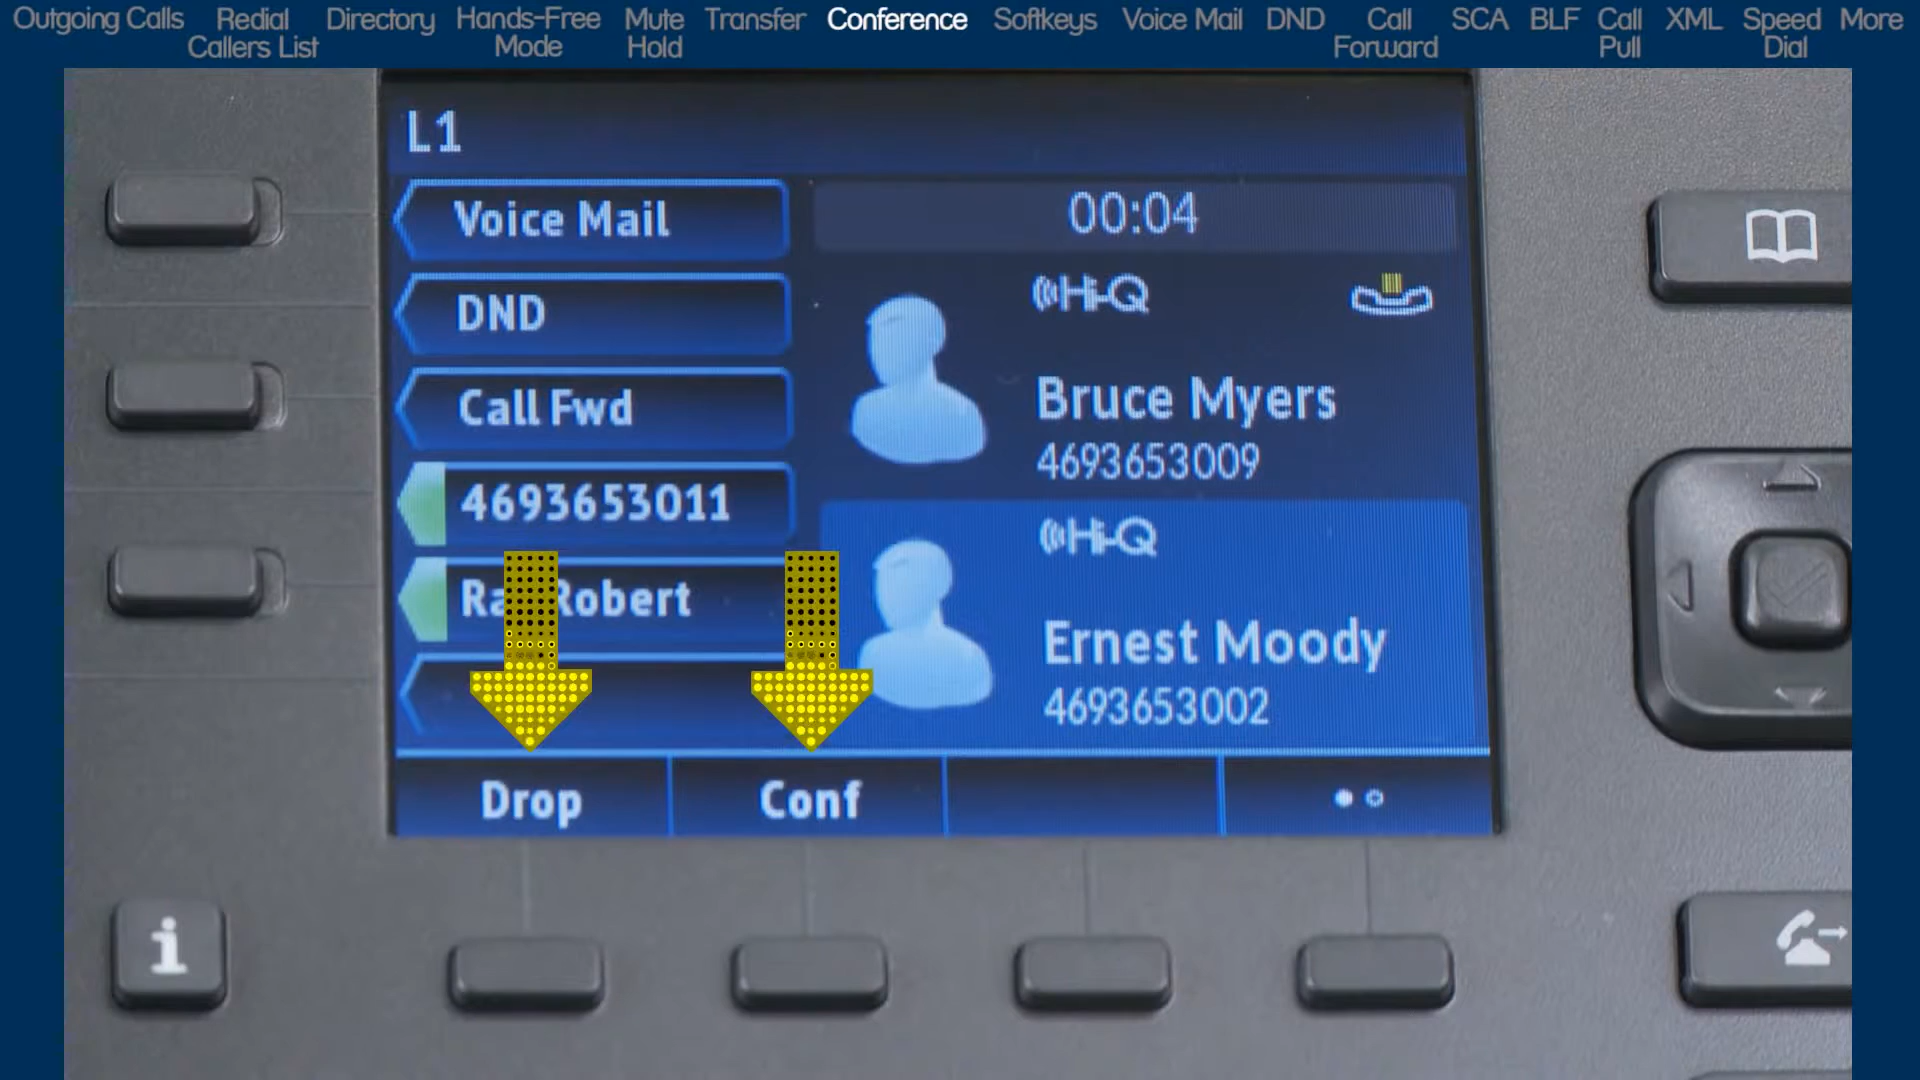 Outgoing Calls
Redial
Callers List
Directory
Hands-Free
Mode
Mute
Hold
Transfer
Conference
Softkeys
Voice Mail
DND
Call
Forward
SCA
BLF
Call
Pull
XML
Speed
Dial
More
L1
Voice Mail
DND
Call Fwd
4693653011
Robert
00:04
Hi-Q
Bruce Myers
4693653009
Hi-Q
Ernest Moody
4693653002
Drop
Conf
i